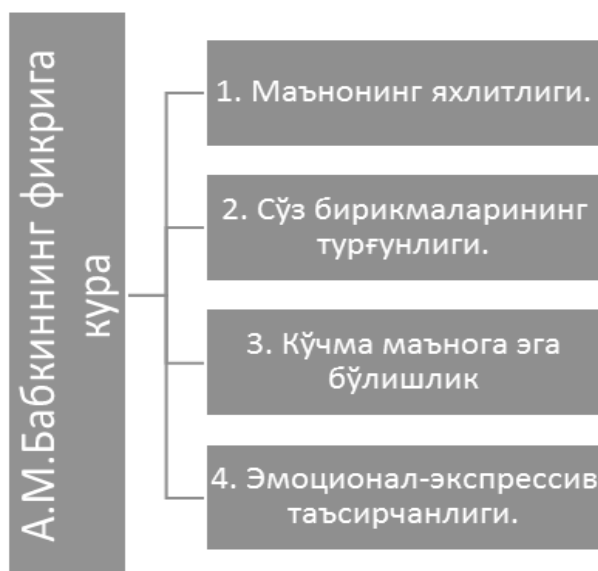 А.М.Бабкиннинг фикрига
кура
1. Маънонинг яхлитлиги.
2. Сўз бирикмаларининг
турғунлиги.
3. Кўчма маънога эга
бўлишлик
4. Эмоционал-экспрессив
таъсирчанлиги.